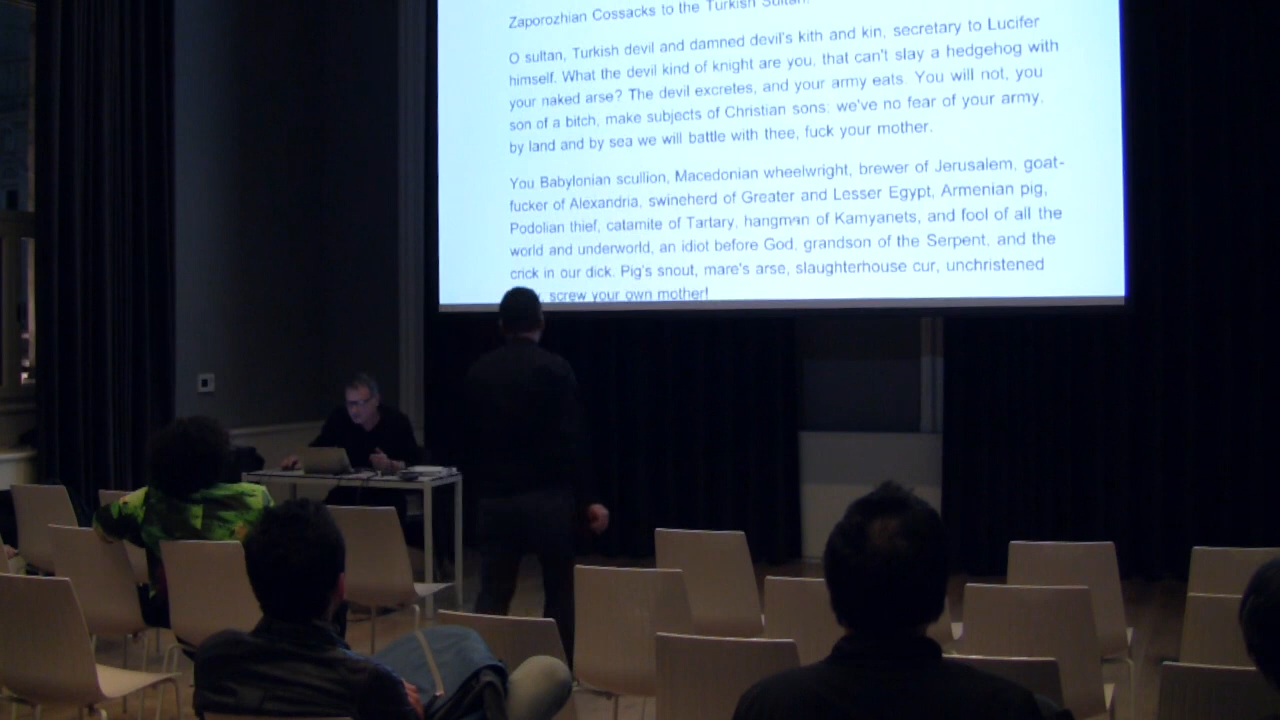 Zaporozhian Cossacks to the Turkish Sultan!
O sultan, Turkish devil and damned devil's kith and kin, secretary to Lucifer
himself. What the devil kind of knight are you, that can't slay a hedgehog with
your naked arse? The devil excretes, and your army eats. You will not, you
son of a bitch, make subjects of Christian sons; we've no fear of your army,
by land and by sea we will battle with thee, fuck your mother.
You Babylonian scullion, Macedonian wheelwright, brewer of Jerusalem, goat-
fucker of Alexandria, swineherd of Greater and Lesser Egypt, Armenian pig,
Podolian thief, catamite of Tartary, hangman of Kamyanets, and fool of all the
world and underworld, an idiot before God, grandson of the Serpent, and the
crick in our dick. Pig's snout, mare's arse, slaughterhouse cur, unchristened
, screw your own mother!